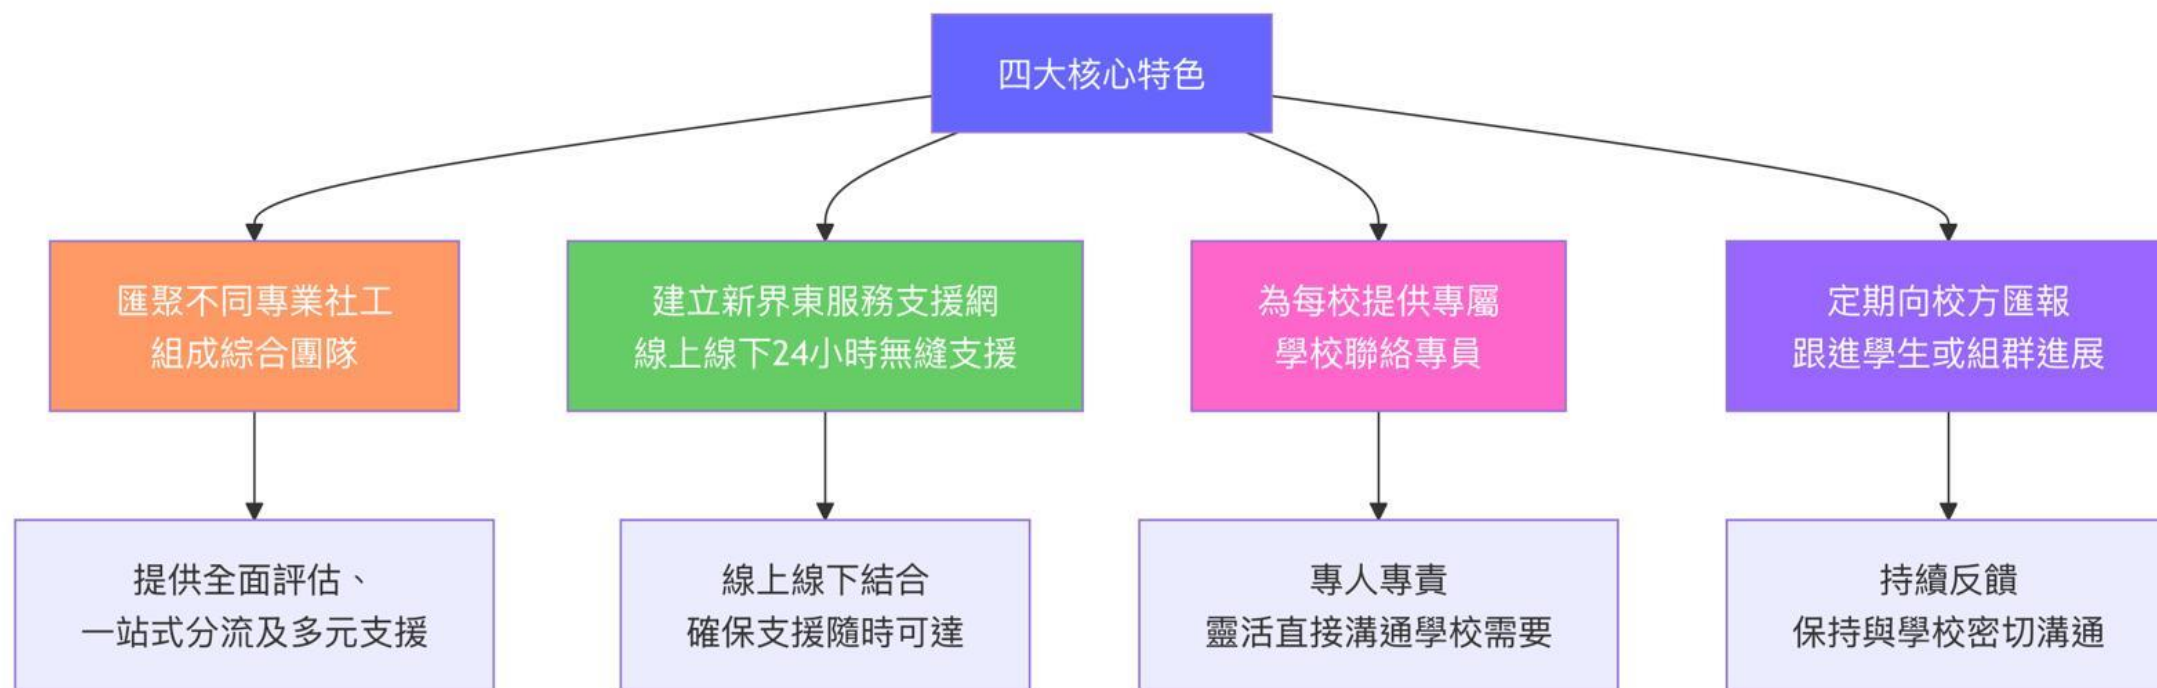 四大核心特色
匯聚不同專業社工
組成綜合團隊
建立新界東服務支援網
線上線下24小時無縫支援
為每校提供專屬
學校聯絡專員
定期向校方匯報
跟進學生或組群進展
提供全面評估、
一站式分流及多元支援
線上線下結合
確保支援隨時可達
專人專責
靈活直接溝通學校需要
持續反饋
保持與學校密切溝通